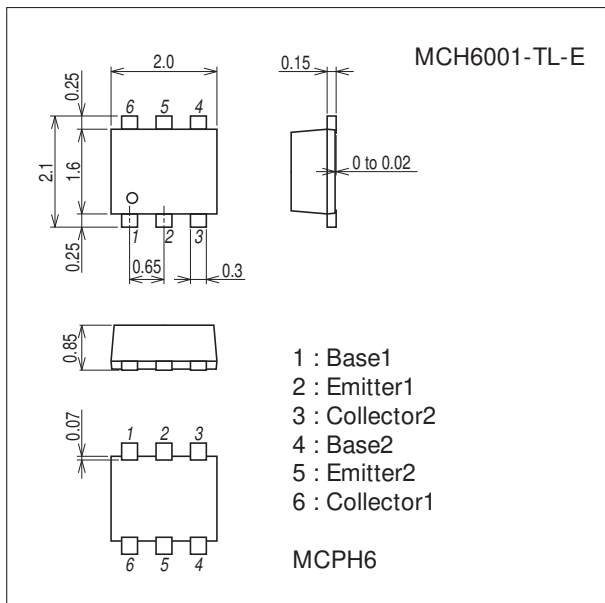 MCH6001-TL-E
2.0
0.15
0.25
6 5 4
2.1
1.6
0 to 0.02
0.25
1 2 3
0.65
0.3
0.85
1 : Base1
2 : Emitter1
3 : Collector2
4 : Base2
5 : Emitter2
6 : Collector1
0.07
1 2 3
6 5 4
MCPH6